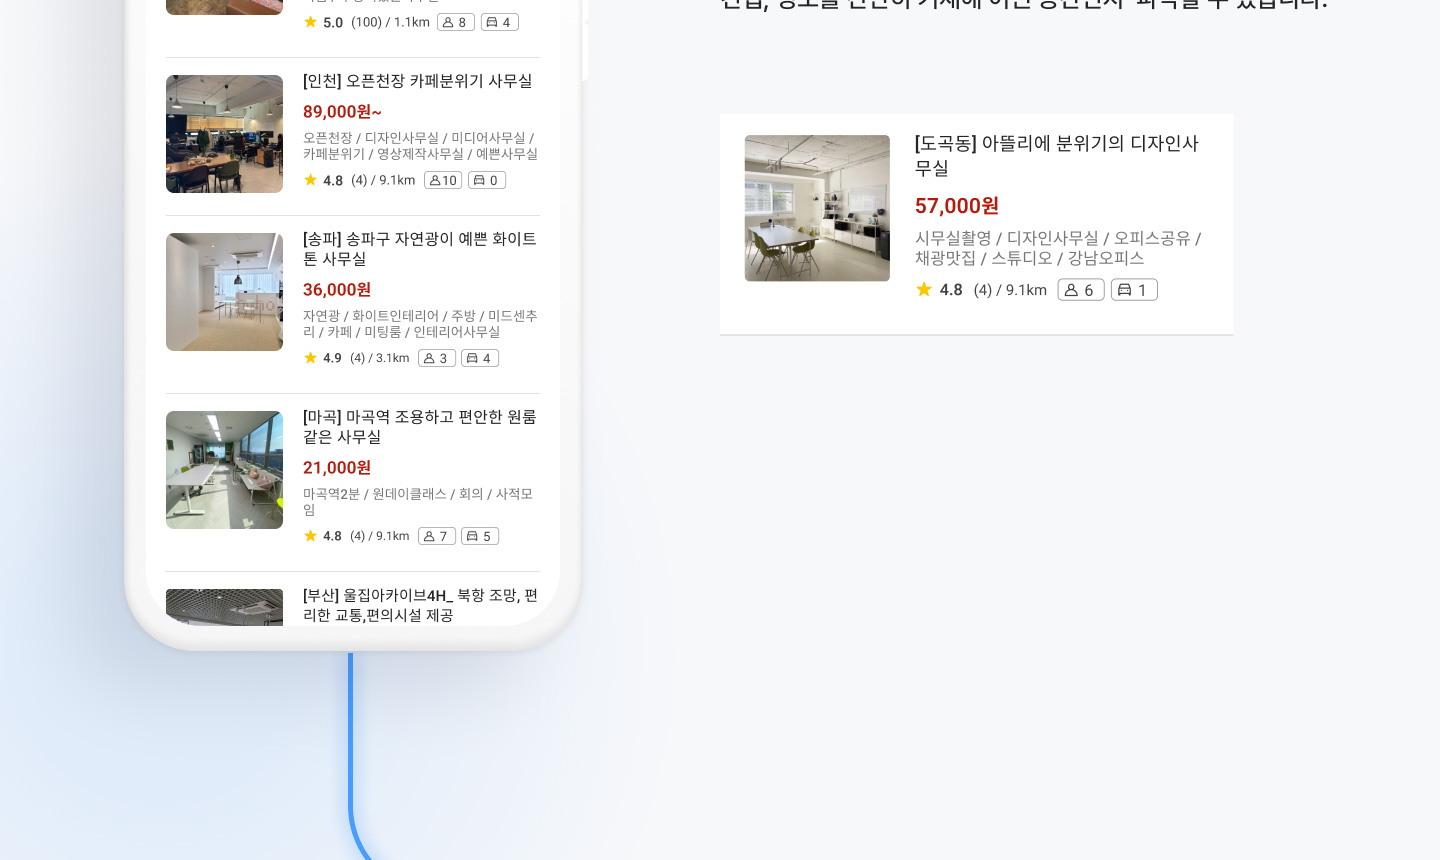 5.0 (100) / 1.1km 8 4
[인천] 오픈천장 카페분위기 사무실
89,000원~
오픈천장 / 디자인사무실 / 미디어사무실 /
카페분위기 / 영상제작사무실 / 예쁜사무실
4.8 (4) / 9.1km 10 0
[송파] 송파구 자연광이 예쁜 화이트
톤 사무실
36,000원
자연광 / 화이트인테리어 / 주방 / 미드센추
리 / 카페 / 미팅룸 / 인테리어사무실
4.9 (4) / 3.1km 3 4
[마곡] 마곡역 조용하고 편안한 원룸
같은 사무실
21,000원
마곡역2분 / 원데이클래스 / 회의 / 사적모
임
4.8 (4) / 9.1km 7 5
[부산] 울집아카이브4H_ 북항 조망, 편
리한 교통,편의시설 제공
[도곡동] 아뜰리에 분위기의 디자인사
무실
57,000원
시무실촬영 / 디자인사무실 / 오피스공유 /
채광맛집 / 스튜디오 / 강남오피스
4.8 (4) / 9.1km 6 1